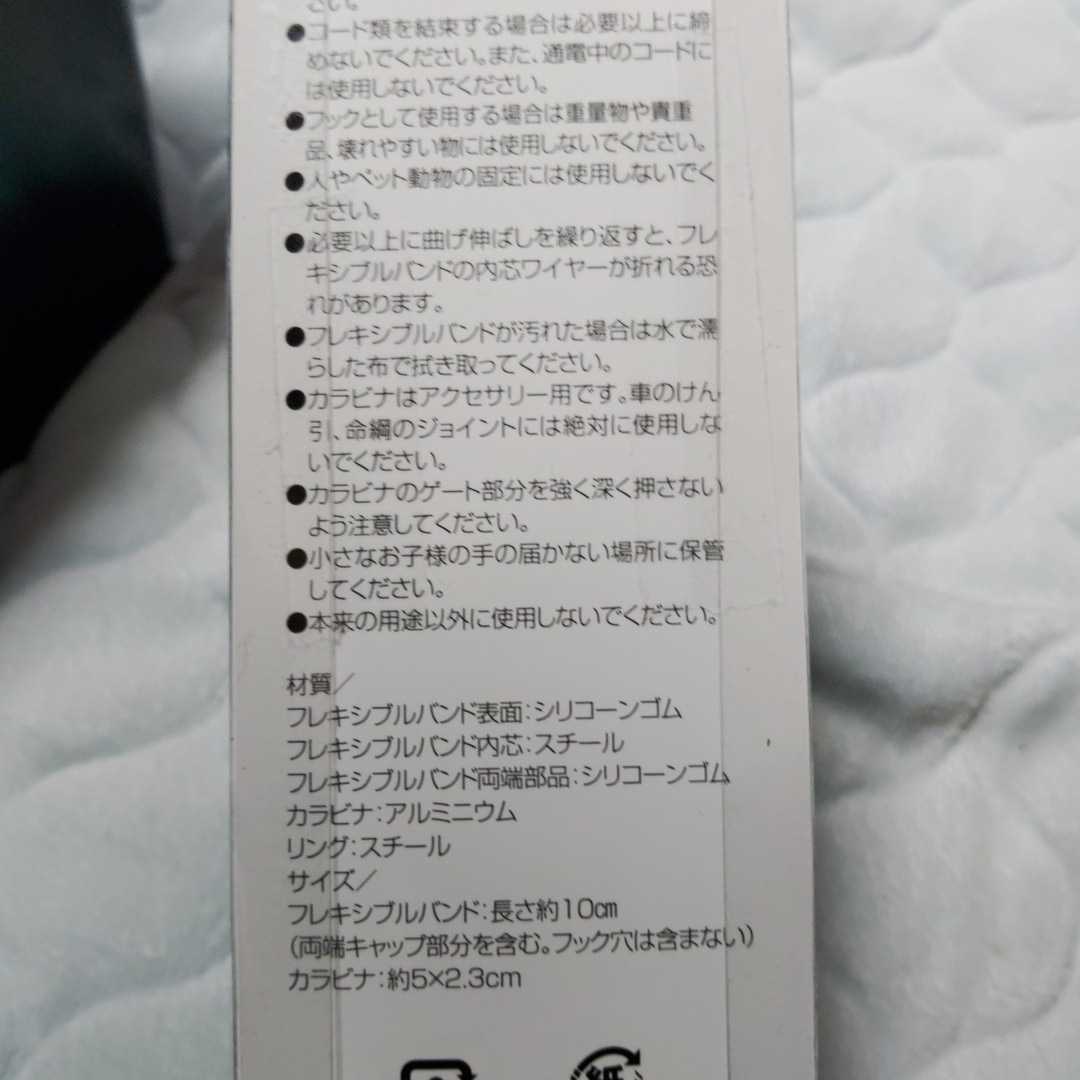 さい。
●コード類を結束する場合は必要以上に締
めないでください。また、通電中のコードに
は使用しないでください。
●フックとして使用する場合は重量物や貴重
品、壊れやすい物には使用しないでください。
●人やペット動物の固定には使用しないでく
ださい。
●必要以上に曲げ伸ばしを繰り返すと、フレ
キシブルバンドの内芯ワイヤーが折れる恐
れがあります。
●フレキシブルバンドが汚れた場合は水で濡
らした布で拭き取ってください。
●カラビナはアクセサリー用です。車のけん
引、命綱のジョイントには絶対に使用しな
いでください。
●カラビナのゲート部分を強く深く押さない
よう注意してください。
●小さなお子様の手の届かない場所に保管
してください。
●本来の用途以外に使用しないでください。
材質／
フレキシブルバンド表面：シリコーンゴム
フレキシブルバンド内芯：スチール
フレキシブルバンド両端部品：シリコーンゴム
カラビナ：アルミニウム
リング：スチール
サイズ／
フレキシブルバンド：長さ約10㎝
（両端キャップ部分を含む。フック穴は含まない）
カラビナ：約5×2.3cm
紙